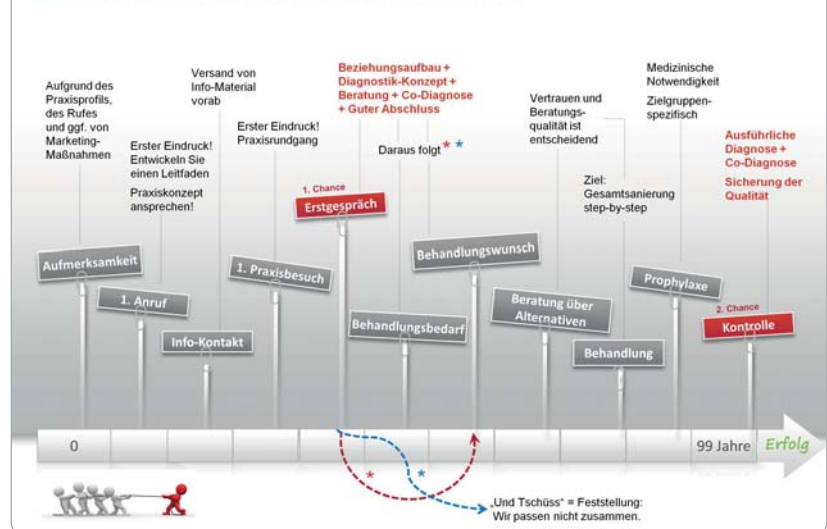 Aufgrund des
Praxisprofils,
des Rufes
und ggf. von
Marketing-
Maßnahmen
Erster Eindruck!
Entwickeln Sie
einen Leitfaden
Praxiskonzept
ansprechen!
Versand von
Info-Material
vorab
Erster Eindruck!
Praxisrundgang
Beziehungsaufbau +
Diagnostik-Konzept +
Beratung + Co-Diagnose
+ Guter Abschluss
Daraus folgt * *
Vertrauen und
Beratungs-
qualität ist
entscheidend
Ziel:
Gesamtsanierung
step-by-step
Medizinische
Notwendigkeit
Zielgruppen-
spezifisch
Ausführliche
Diagnose +
Co-Diagnose
Sicherung der
Qualität
Aufmerksamkeit
1. Anruf
Info-Kontakt
1. Praxisbesuch
1. Chance
Erstgespräch
Behandlungsbedarf
Behandlungswunsch
Beratung über
Alternativen
Behandlung
Prophylaxe
2. Chance
Kontrolle
0
99 Jahre
Erfolg
* *
„Und Tschüss“ = Feststellung:
Wir passen nicht zusammen.